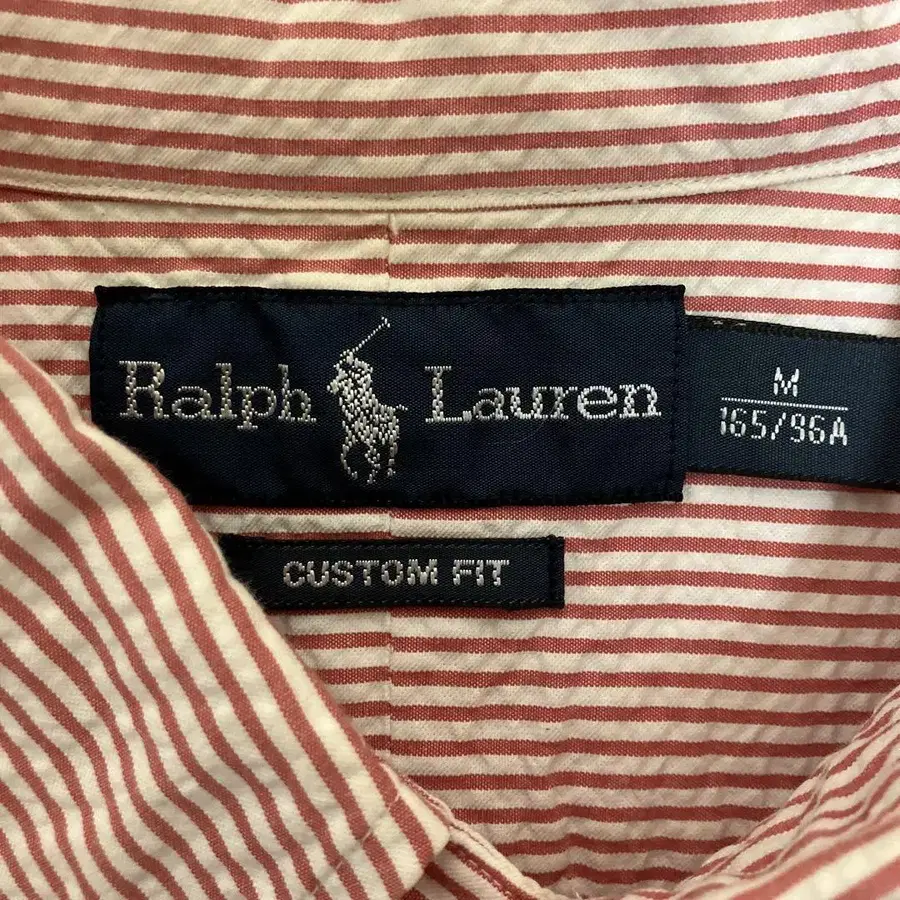 Ralph Lauren
M
165/96A
CUSTOM FIT